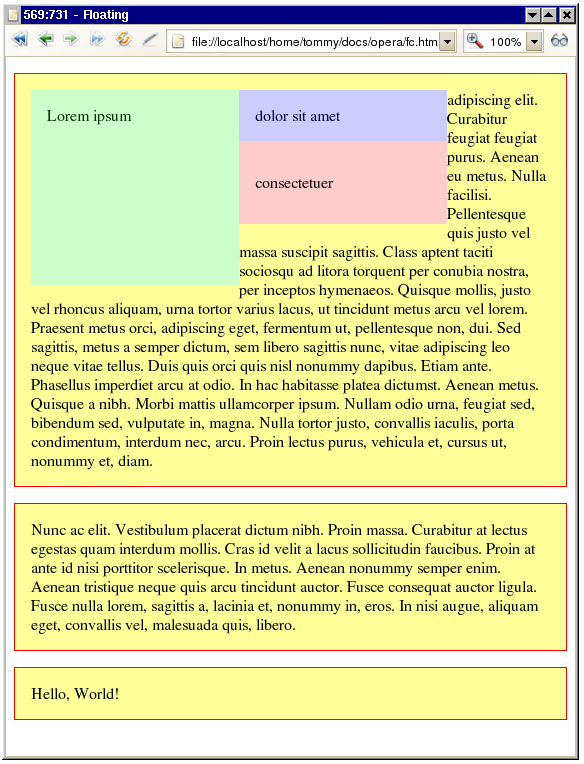 569:731 - Floating
file://localhost/home/tommy/docs/opera/fc.htm
100%
Lorem ipsum
dolor sit amet
consectetuer
adipiscing elit.
Curabitur
feugiat feugiat
purus. Aenean
eu metus. Nulla
facilisi.
Pellentesque
quis justo vel
massa suscipit sagittis. Class aptent taciti
sociosqu ad litora torquent per conubia nostra,
per inceptos hymenaeos. Quisque mollis, justo
vel rhoncus aliquam, urna tortor varius lacus, ut tincidunt metus arcu vel lorem.
Praesent metus orci, adipiscing eget, fermentum ut, pellentesque non, dui. Sed
sagittis, metus a semper dictum, sem libero sagittis nunc, vitae adipiscing leo
neque vitae tellus. Duis quis orci quis nisl nonummy dapibus. Etiam ante.
Phasellus imperdiet arcu at odio. In hac habitasse platea dictumst. Aenean metus.
Quisque a nibh. Morbi mattis ullamcorper ipsum. Nullam odio urna, feugiat sed,
bibendum sed, vulputate in, magna. Nulla tortor justo, convallis iaculis, porta
condimentum, interdum nec, arcu. Proin lectus purus, vehicula et, cursus ut,
nonummy et, diam.
Nunc ac elit. Vestibulum placerat dictum nibh. Proin massa. Curabitur at lectus
egestas quam interdum mollis. Cras id velit a lacus sollicitudin faucibus. Proin at
ante id nisi porttitor scelerisque. In metus. Aenean nonummy semper enim.
Aenean tristique neque quis arcu tincidunt auctor. Fusce consequat auctor ligula.
Fusce nulla lorem, sagittis a, lacinia et, nonummy in, eros. In nisi augue, aliquam
eget, convallis vel, malesuada quis, libero.
Hello, World!